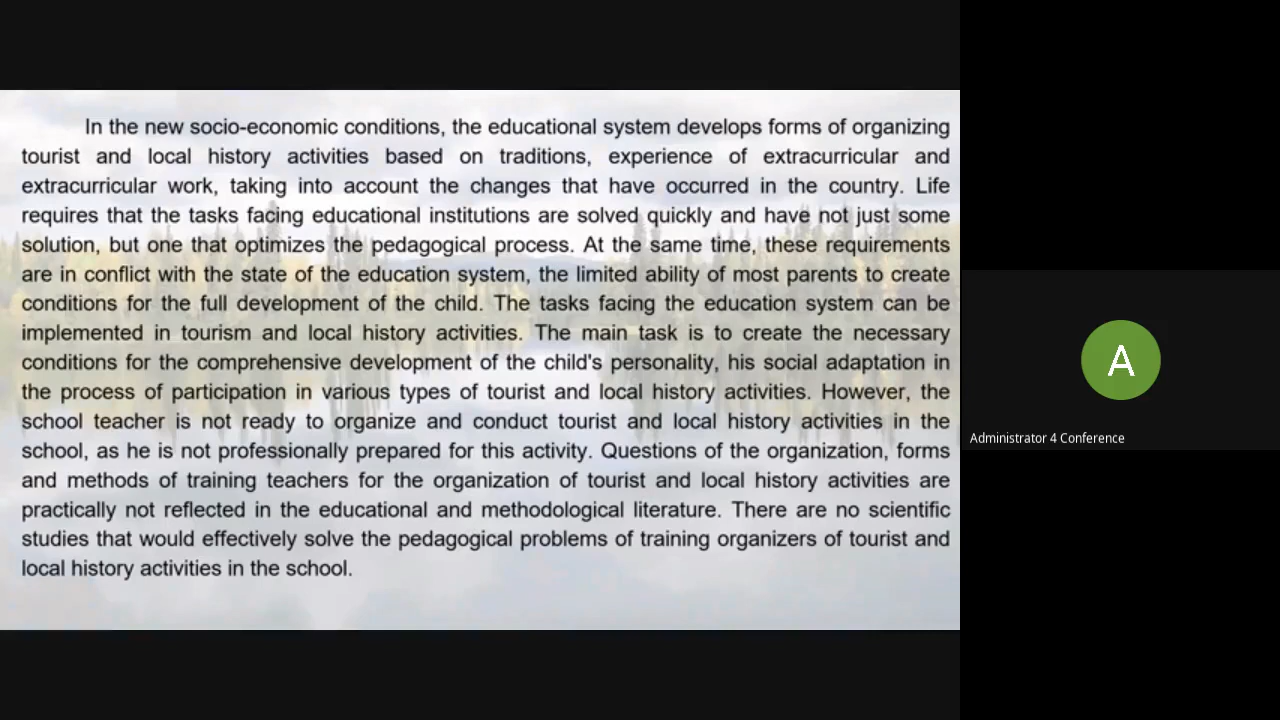 In the new socio-economic conditions, the educational system develops forms of organizing
tourist and local history activities based on traditions, experience of extracurricular and
extracurricular work, taking into account the changes that have occurred in the country. Life
requires that the tasks facing educational institutions are solved quickly and have not just some
solution, but one that optimizes the pedagogical process. At the same time, these requirements
are in conflict with the state of the education system, the limited ability of most parents to create
conditions for the full development of the child. The tasks facing the education system can be
implemented in tourism and local history activities. The main task is to create the necessary
conditions for the comprehensive development of the child's personality, his social adaptation in
the process of participation in various types of tourist and local history activities. However, the
school teacher is not ready to organize and conduct tourist and local history activities in the
school, as he is not professionally prepared for this activity. Questions of the organization, forms
and methods of training teachers for the organization of tourist and local history activities are
practically not reflected in the educational and methodological literature. There are no scientific
studies that would effectively solve the pedagogical problems of training organizers of tourist and
local history activities in the school.
A
Administrator 4 Conference